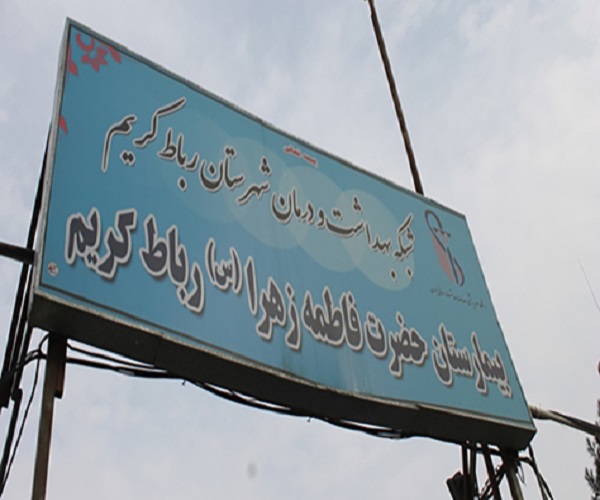 شبکه بهداشت و درمان شهرستان رباط کریم
بیمارستان حضرت فاطمه زهرا (س) رباط کریم